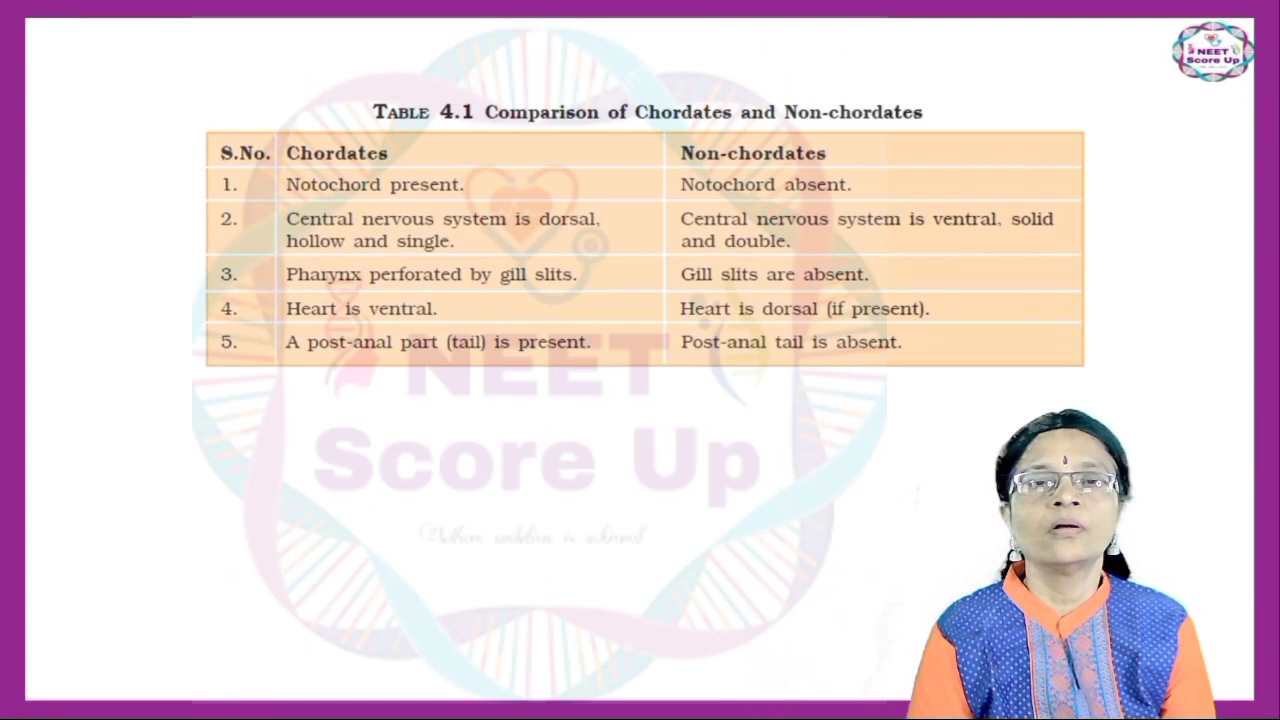 NEET
Score Up
TABLE 4.1 Comparison of Chordates and Non-chordates
S.No. Chordates Non-chordates
1. Notochord present. Notochord absent.
2. Central nervous system is dorsal, Central nervous system is ventral, solid
hollow and single. and double.
3. Pharynx perforated by gill slits. Gill slits are absent.
4. Heart is ventral. Heart is dorsal (if present).
5. A post-anal part (tail) is present. Post-anal tail is absent.
NEET
Score Up